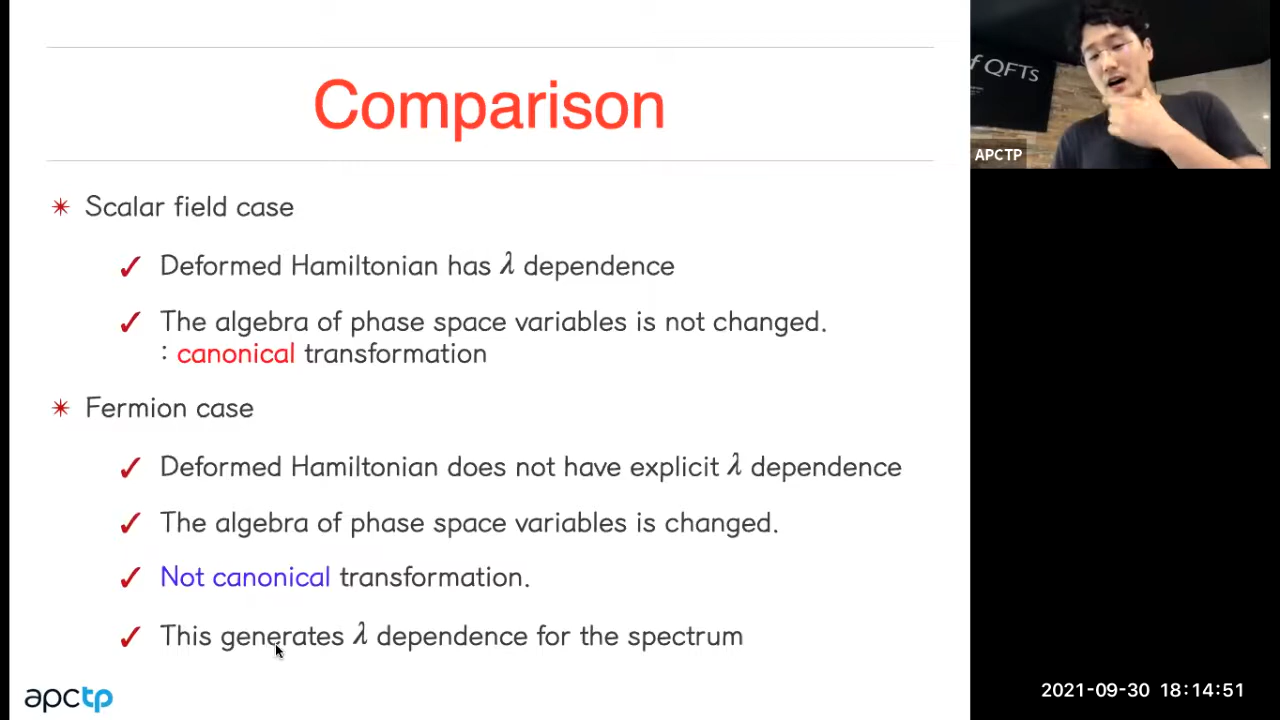 Comparison
Scalar field case
Deformed Hamiltonian has λ dependence
The algebra of phase space variables is not changed.
: canonical transformation
Fermion case
Deformed Hamiltonian does not have explicit λ dependence
The algebra of phase space variables is changed.
Not canonical transformation.
This generates λ dependence for the spectrum
apctp
f QFTs
APCTP
2021-09-30 18:14:51